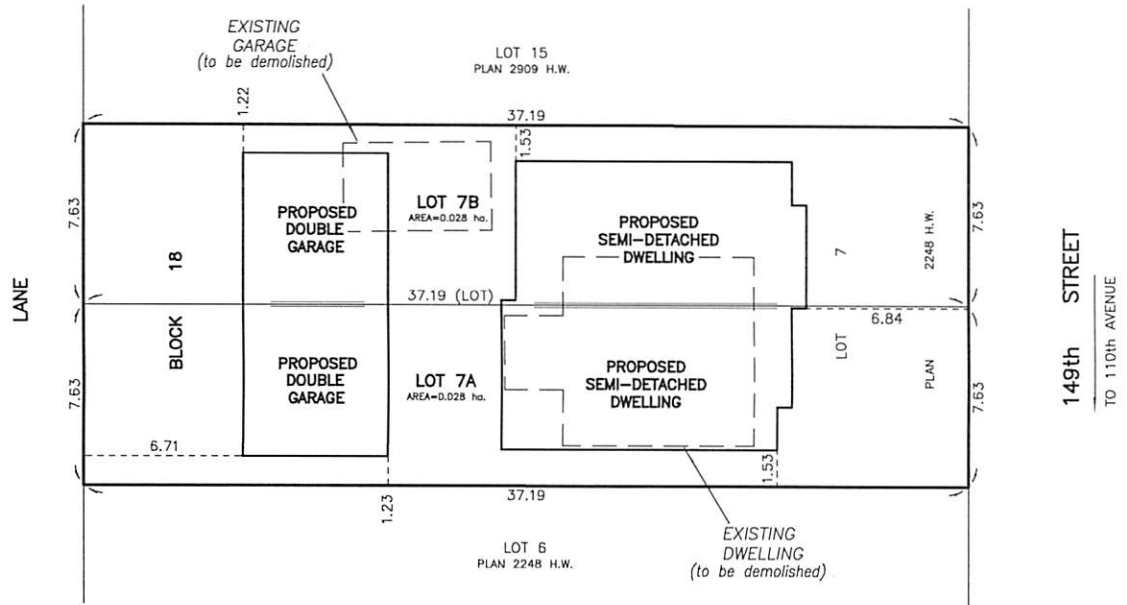 EXISTING
GARAGE
(to be demolished)
LOT 15
PLAN 2909 H.W.
1.22
37.19
1.53
7.63
PROPOSED
DOUBLE
GARAGE
LOT 7B
AREA=0.028 ha.
PROPOSED
SEMI-DETACHED
DWELLING
7
2248 H.W.
7.63
LANE
18
37.19 (LOT)
6.84
149th STREET
TO 110th AVENUE
BLOCK
PROPOSED
DOUBLE
GARAGE
LOT 7A
AREA=0.028 ha.
PROPOSED
SEMI-DETACHED
DWELLING
LOT
PLAN
7.63
7.63
6.71
1.23
37.19
1.53
LOT 6
PLAN 2248 H.W.
EXISTING
DWELLING
(to be demolished)